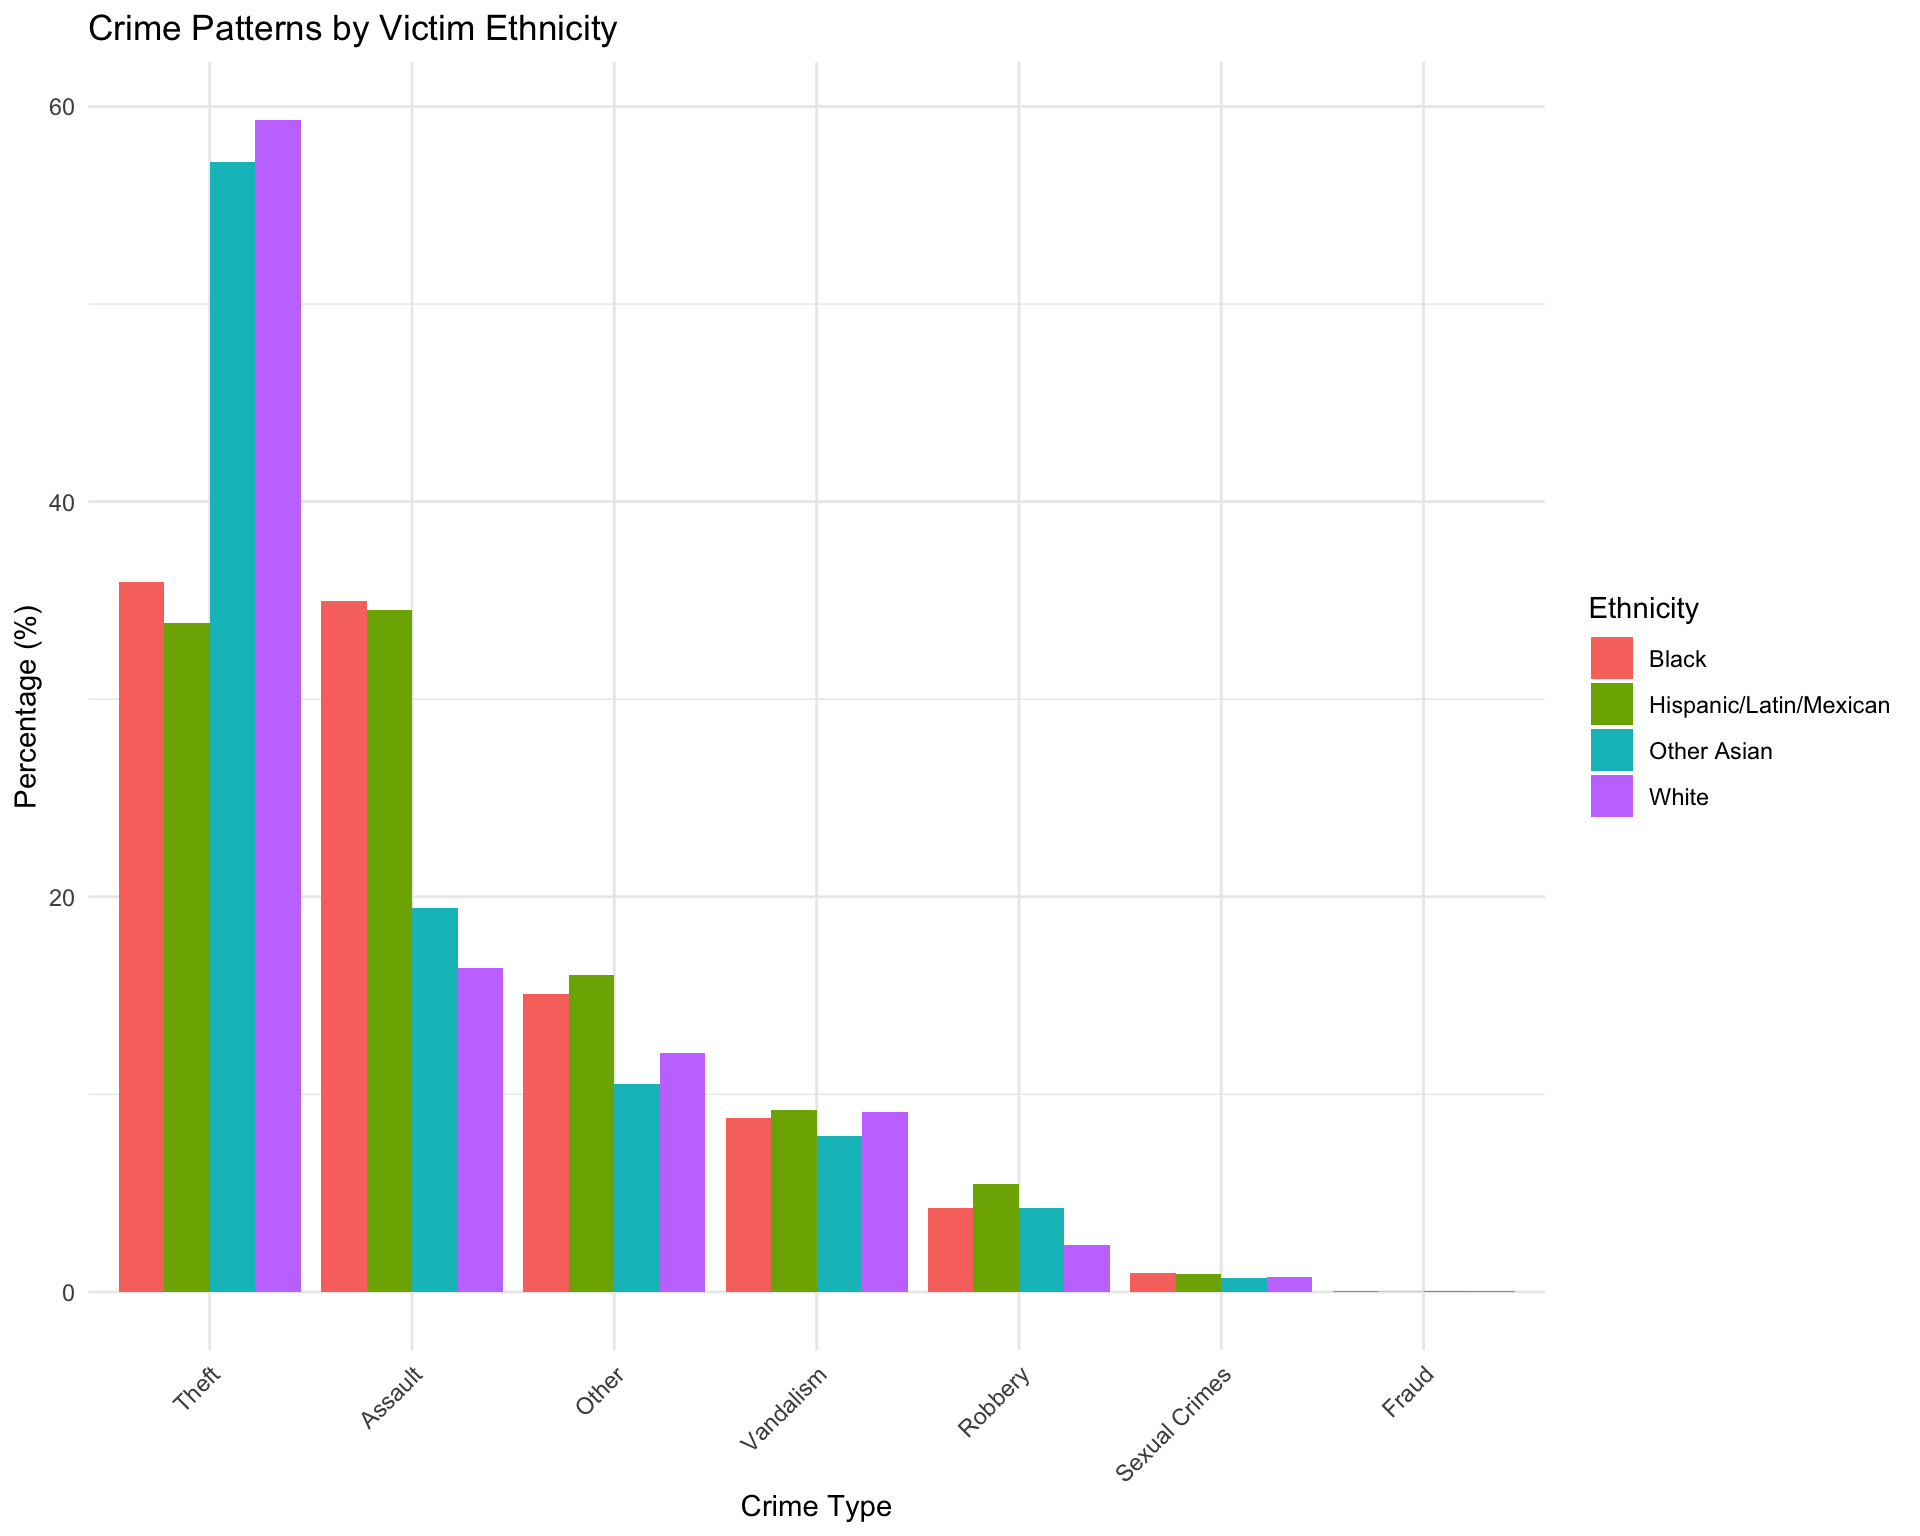 Crime Patterns by Victim Ethnicity
Percentage (%)
60
40
20
0
Theft
Assault
Other
Vandalism
Robbery
Sexual Crimes
Fraud
Crime Type
Ethnicity
Black
Hispanic/Latin/Mexican
Other Asian
White